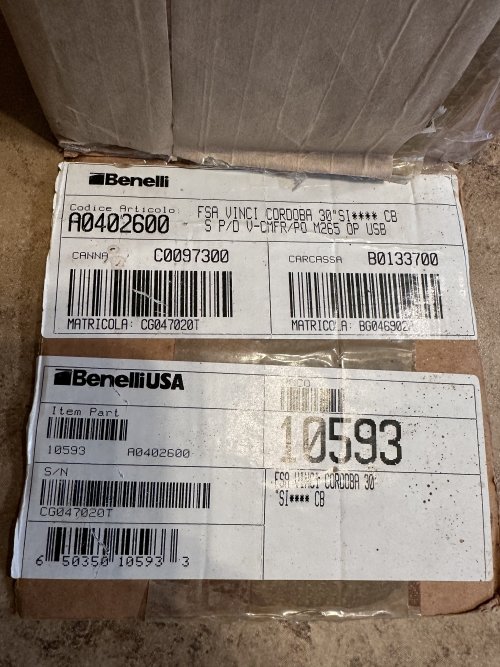 Benelli
Codice Articolo:
A0402600
FSA VINCI CORDOBA 30"SI**** CB
S P/D V-CMFR/PO M265 OP USB
CANNA C0097300
CARCASSA B0133700
MATRICOLA: CG047020T
MATRICOLA:
Benelli USA
Item Part
10593 A0402600
10593
S/N
CG047020T
FSA VINCI CORDOBA 30
"SI**** CB
6 50350 10593 3